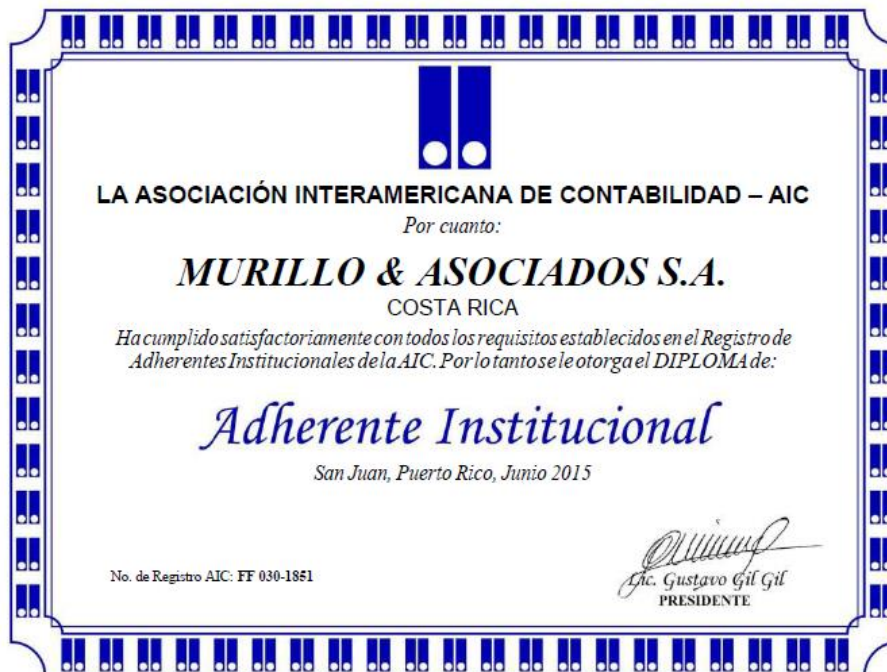 LA ASOCIACIÓN INTERAMERICANA DE CONTABILIDAD – AIC
Por cuanto:
MURILLO & ASOCIADOS S.A.
COSTA RICA
Ha cumplido satisfactoriamente con todos los requisitos establecidos en el Registro de
Adherentes Institucionales de la AIC. Por lo tanto se le otorga el DIPLOMA de:
Adherente Institucional
San Juan, Puerto Rico, Junio 2015
No. de Registro AIC: FF 030-1851
Lic. Gustavo Gil Gil
PRESIDENTE